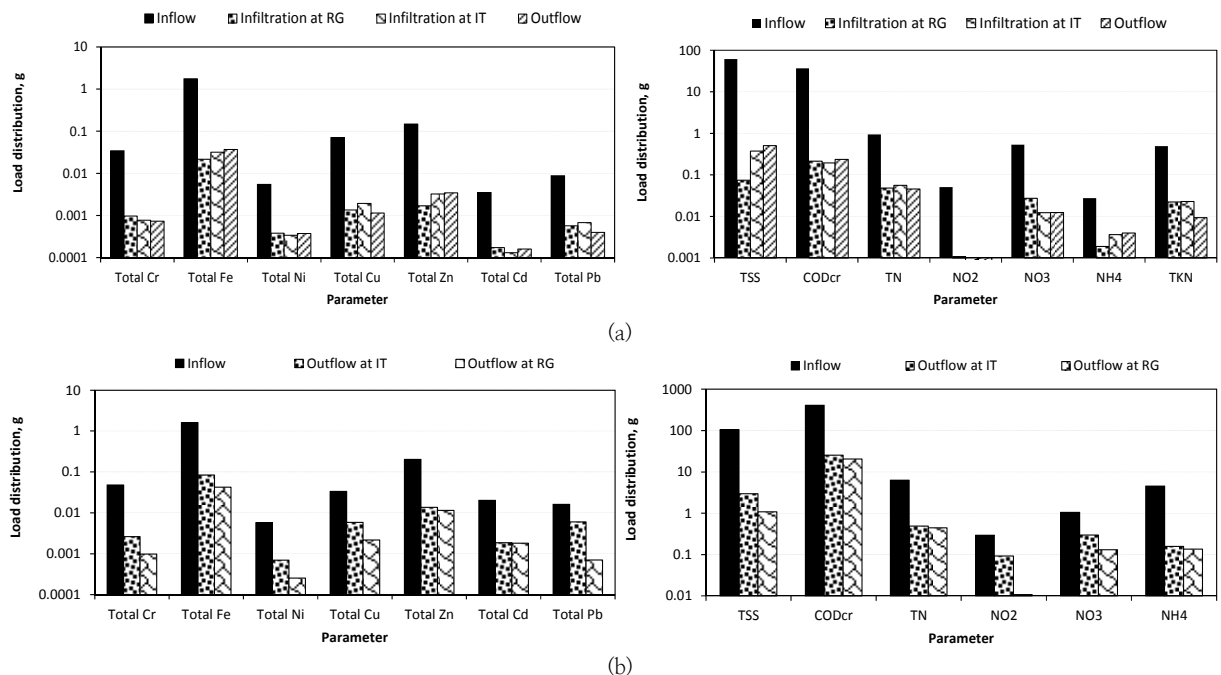 Inflow Infiltration at RG Infiltration at IT Outflow
10
1
0.1
0.01
0.001
0.0001
Load distribution, g
Total Cr Total Fe Total Ni Total Cu Total Zn Total Cd Total Pb
Parameter
Inflow Infiltration at RG Infiltration at IT Outflow
100
10
1
0.1
0.01
0.001
Load distribution, g
TSS CODcr TN NO2 NO3 NH4 TKN
Parameter
(a)
Inflow Outflow at IT Outflow at RG
10
1
0.1
0.01
0.001
0.0001
Load distribution, g
Total Cr Total Fe Total Ni Total Cu Total Zn Total Cd Total Pb
Parameter
Inflow Outflow at IT Outflow at RG
1000
100
10
1
0.1
0.01
Load distribution, g
TSS CODcr TN NO2 NO3 NH4
Parameter
(b)